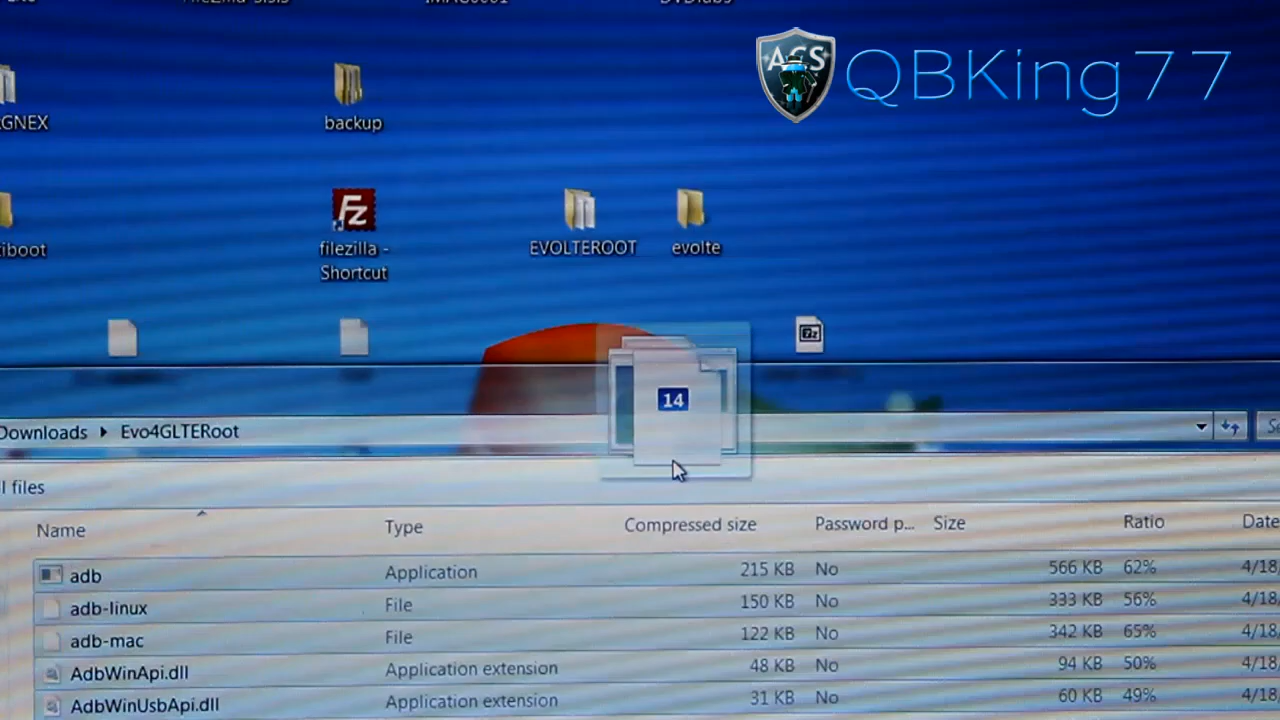 ACS QBKing77
GNEX
backup
FZ
iboot
filezilla -
Shortcut
EVOLTEROOT
evolte
7z
14
Downloads Evo4GLTERoot
files
Name Type Compressed size Password p... Size Ratio Date
adb Application 215 KB No 566 KB 62% 4/18/
adb-linux File 150 KB No 333 KB 56% 4/18/
adb-mac File 122 KB No 342 KB 65% 4/18/
AdbWinApi.dll Application extension 48 KB No 94 KB 50% 4/18/
AdbWinUsbApi.dll Application extension 31 KB No 60 KB 49% 4/18/